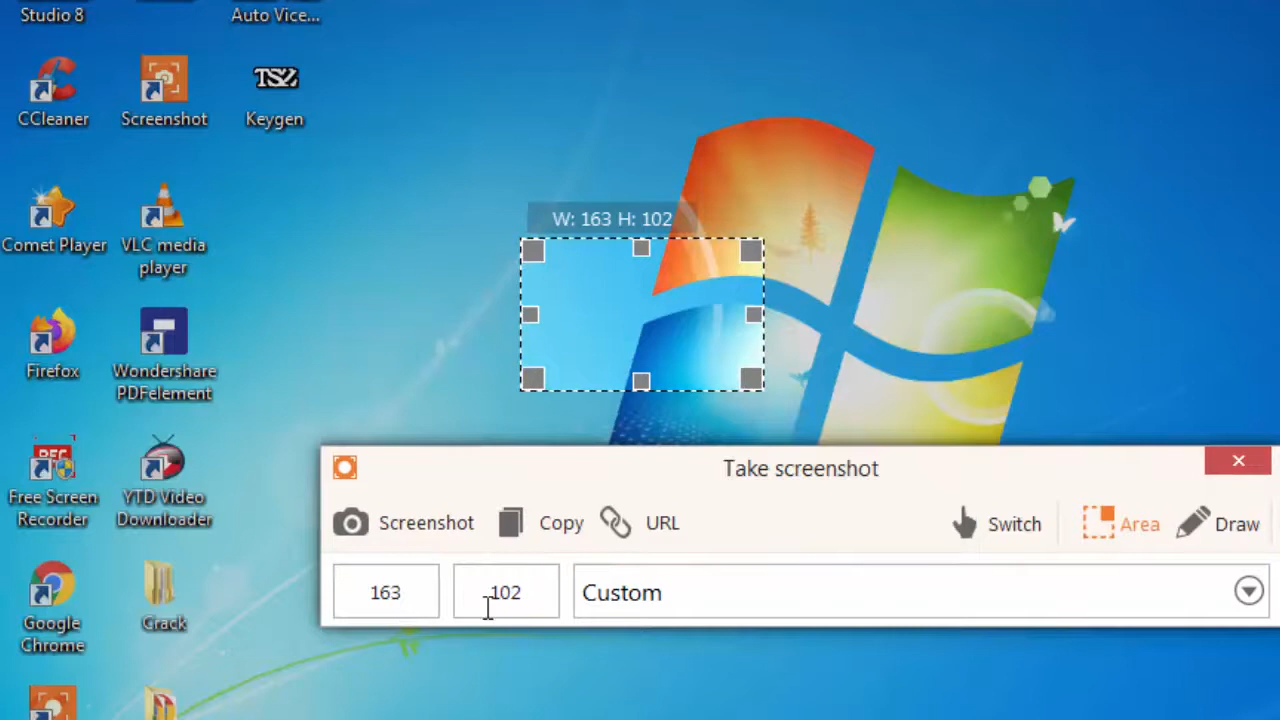 Studio 8
Auto Vice...
CCleaner
Screenshot
TSZ
Keygen
Comet Player
VLC media
player
W: 163 H: 102
Firefox
Wondershare
PDFelement
REC
Free Screen
Recorder
YTD Video
Downloader
Google
Chrome
Crack
Take screenshot
Screenshot
Copy
URL
Switch
Area
Draw
163
102
Custom